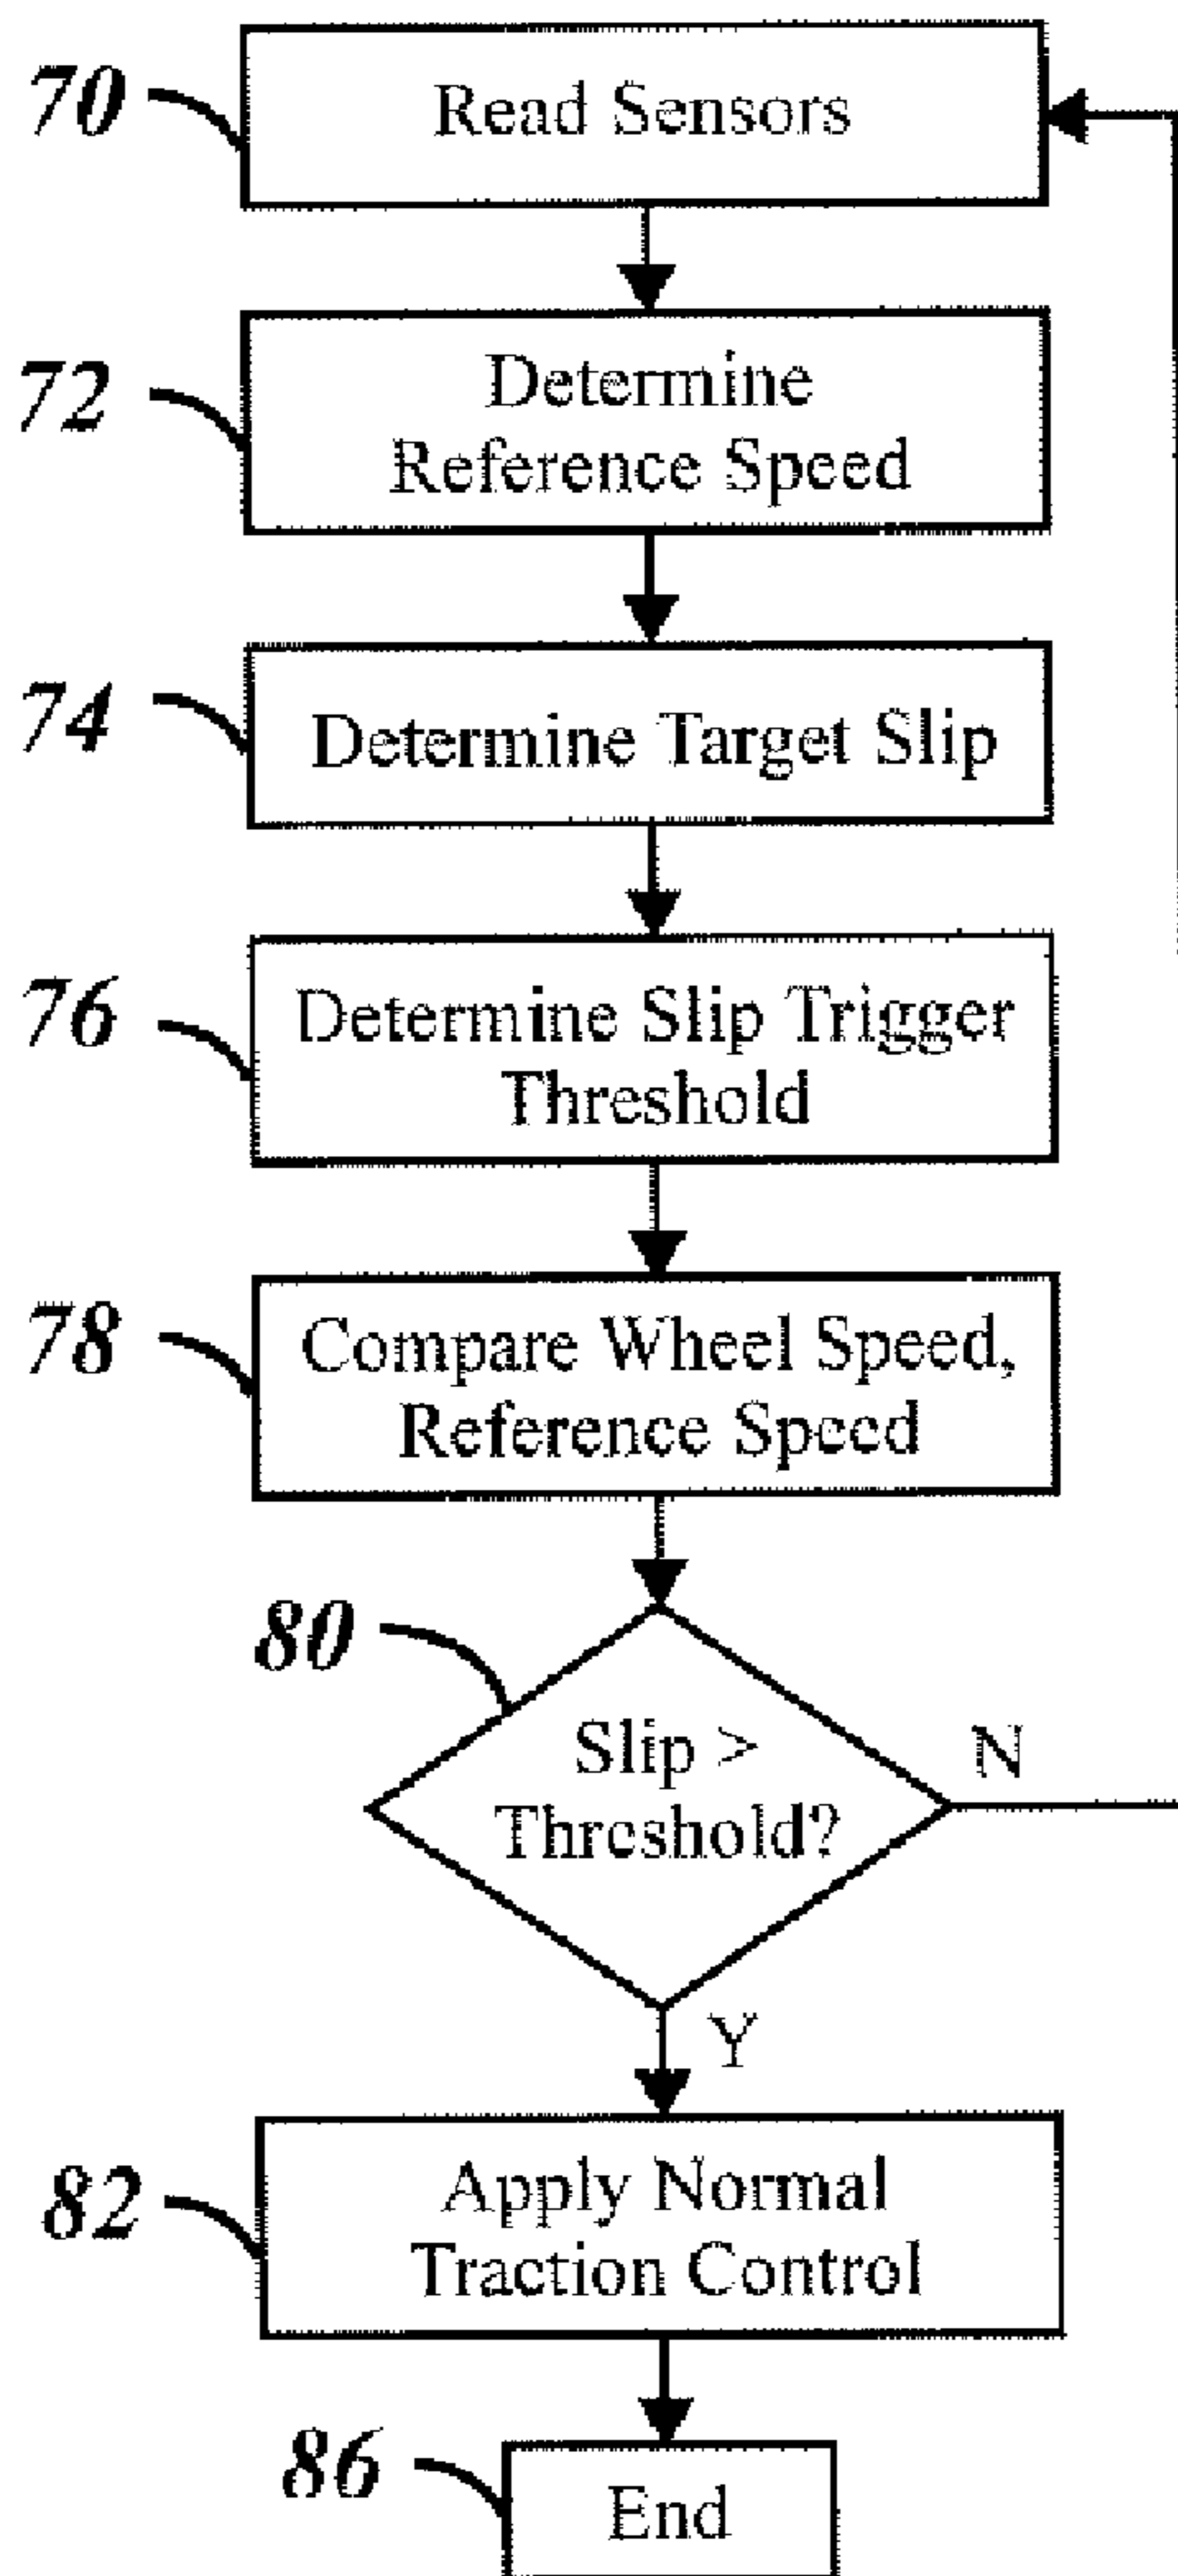 70
Read Sensors
72
Determine
Reference Speed
74
Determine Target Slip
76
Determine Slip Trigger
Threshold
78
Compare Wheel Speed,
Reference Speed
80
Slip >
Threshold?
N
Y
82
Apply Normal
Traction Control
86
End